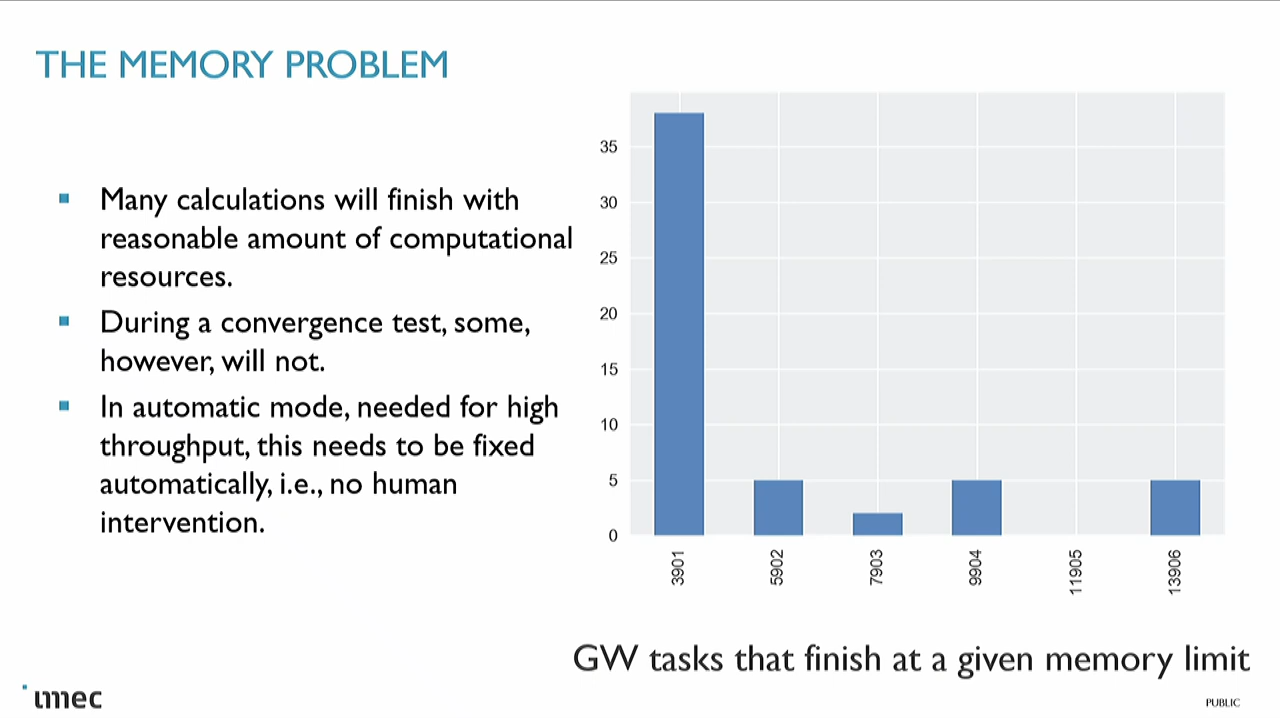 THE MEMORY PROBLEM
▪ Many calculations will finish with
reasonable amount of computational
resources.
▪ During a convergence test, some,
however, will not.
▪ In automatic mode, needed for high
throughput, this needs to be fixed
automatically, i.e., no human
intervention.
35
30
25
20
15
10
5
0
3901
5902
7903
9904
11905
13906
GW tasks that finish at a given memory limit
imec
PUBLIC